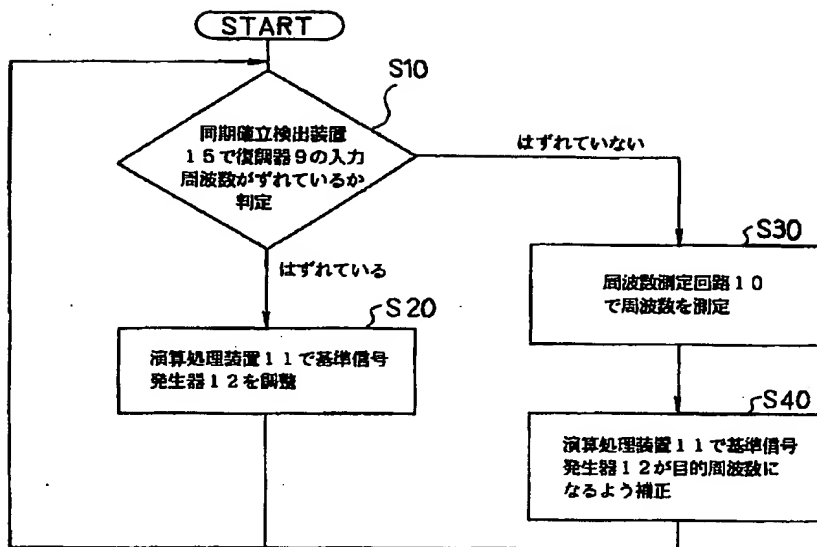 START
S10
同期確立検出装置
15で復調器9の入力
周波数がずれているか
判定
はずれていない
はずれている
S20
演算処理装置11で基準信号
発生器12を調整
S30
周波数測定回路10
で周波数を測定
S40
演算処理装置11で基準信号
発生器12が目的周波数に
なるよう補正